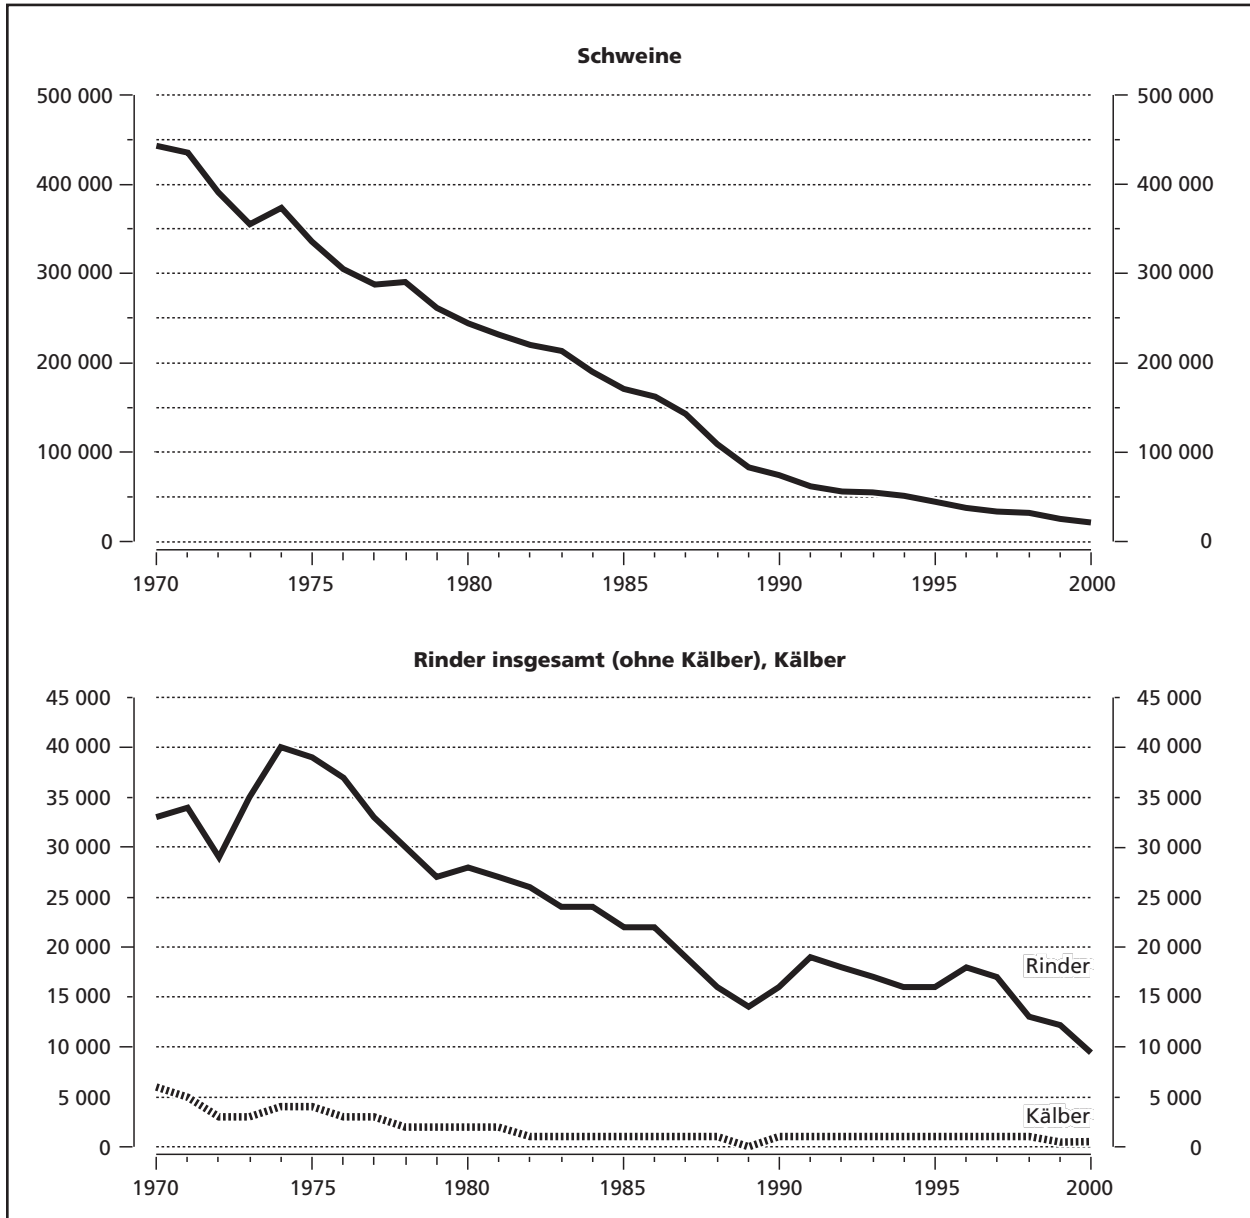 Schweine
500 000 500 000
400 000 400 000
300 000 300 000
200 000 200 000
100 000 100 000
0 0
1970 1975 1980 1985 1990 1995 2000
Rinder insgesamt (ohne Kälber), Kälber
45 000 45 000
40 000 40 000
35 000 35 000
30 000 30 000
25 000 25 000
20 000 20 000
Rinder
15 000 15 000
10 000 10 000
5 000 5 000
Kälber
0 0
1970 1975 1980 1985 1990 1995 2000